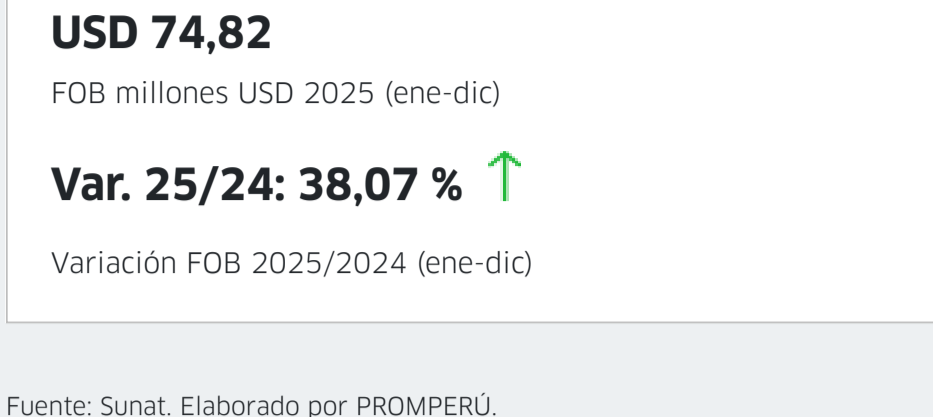 USD 74,82
FOB millones USD 2025 (ene-dic)
Var. 25/24: 38,07 %
Variación FOB 2025/2024 (ene-dic)
Fuente: Sunat. Elaborado por PROMPERÚ.